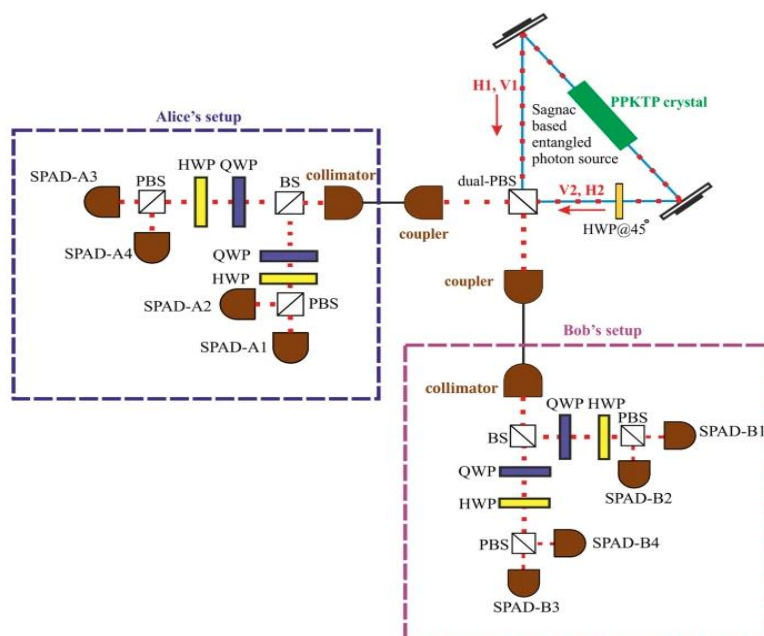 H1, V1
PPKTP crystal
Sagnac
based
entangled
photon source
dual-PBS
V2, H2
HWP@45°
Alice's setup
SPAD-A3
PBS
HWP
QWP
BS
collimator
coupler
SPAD-A4
QWP
HWP
SPAD-A2
PBS
SPAD-A1
coupler
Bob's setup
collimator
QWP
HWP
PBS
SPAD-B1
BS
SPAD-B2
QWP
HWP
PBS
SPAD-B4
SPAD-B3